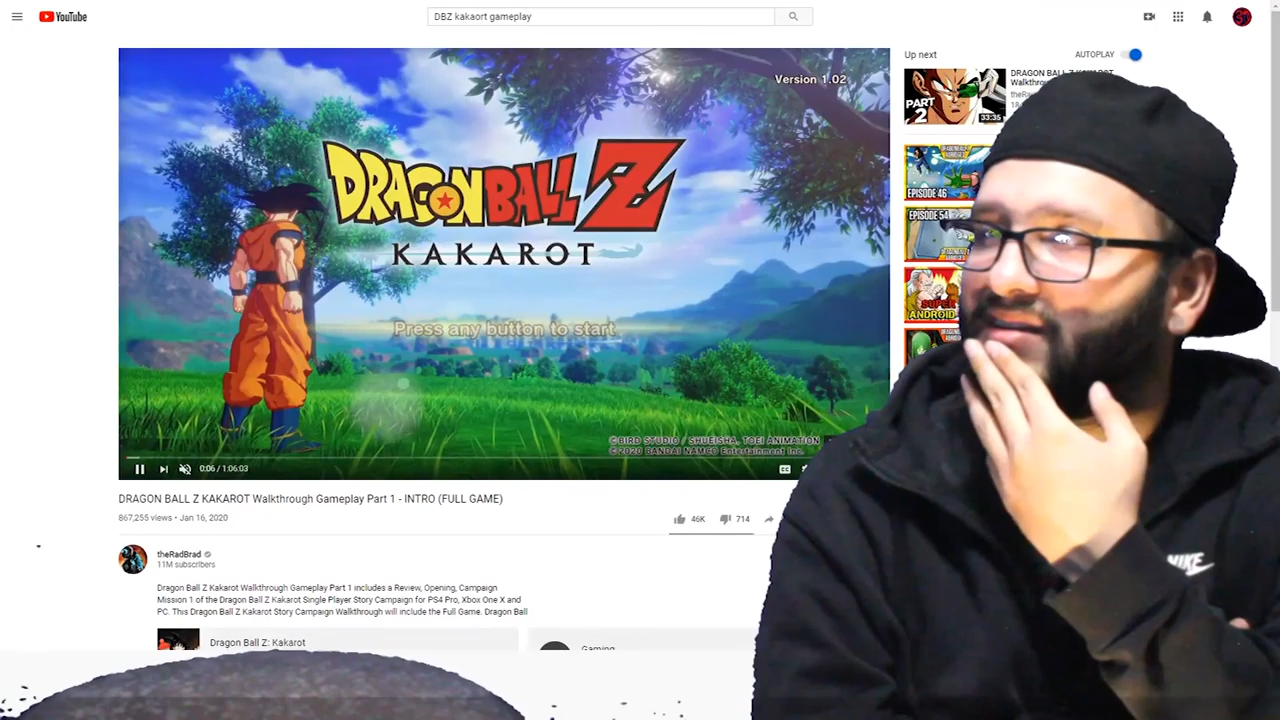 YouTube
DBZ kakaort gameplay
Version 1.02
DRAGON BALL Z
KAKAROT
Press any button to start
©BIRD STUDIO / SHUEISHA, TOEI ANIMATION
©2020 BANDAI NAMCO Entertainment Inc.
0:06 / 1:06:03
CC
DRAGON BALL Z KAKAROT Walkthrough Gameplay Part 1 - INTRO (FULL GAME)
867,255 views • Jan 16, 2020
46K
714
theRadBrad
11M subscribers
Dragon Ball Z Kakarot Walkthrough Gameplay Part 1 includes a Review, Opening, Campaign
Mission 1 of the Dragon Ball Z Kakarot Single Player Story Campaign for PS4 Pro, Xbox One X and
PC. This Dragon Ball Z Kakarot Story Campaign Walkthrough will include the Full Game. Dragon Ball
Dragon Ball Z: Kakarot
Gaming
Up next
AUTOPLAY
PART
2
33:35
DRAGON BALL Z KAKAROT
EPISODE 46
EPISODE 54
SUPER
ANDROID
NIKE